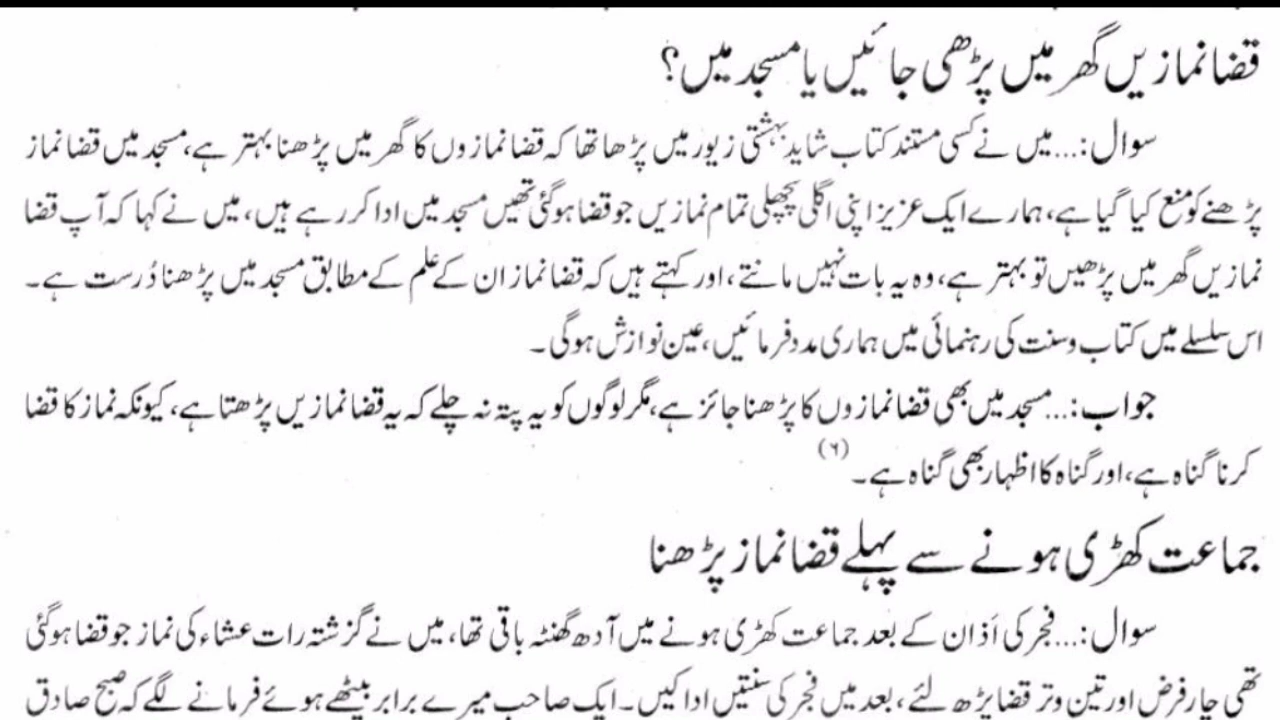 قضا نمازیں گھر میں پڑھی جائیں یا مسجد میں؟
سوال:... میں نے کسی مستند کتاب شاید بہشتی زیور میں پڑھا تھا کہ قضا نمازوں کا گھر میں پڑھنا بہتر ہے، مسجد میں قضا نماز
پڑھنے کو منع کیا گیا ہے، ہمارے ایک عزیز اپنی اگلی پچھلی تمام نمازیں جو قضا ہوگئی تھیں مسجد میں ادا کر رہے ہیں، میں نے کہا کہ آپ قضا
نمازیں گھر میں پڑھیں تو بہتر ہے، وہ یہ بات نہیں مانتے، اور کہتے ہیں کہ قضا نماز ان کے علم کے مطابق مسجد میں پڑھنا دُرست ہے۔
اس سلسلے میں کتاب و سنت کی رہنمائی میں ہماری مدد فرمائیں، عین نوازش ہوگی۔
جواب:... مسجد میں بھی قضا نمازوں کا پڑھنا جائز ہے، مگر لوگوں کو یہ پتہ نہ چلے کہ یہ قضا نمازیں پڑھتا ہے، کیونکہ نماز کا قضا
کرنا گناہ ہے، اور گناہ کا اظہار بھی گناہ ہے۔(۶)
جماعت کھڑی ہونے سے پہلے قضا نماز پڑھنا
سوال:... فجر کی اَذان کے بعد جماعت کھڑی ہونے میں آدھ گھنٹہ باقی تھا، میں نے گزشتہ رات عشاء کی نماز جو قضا ہوگئی
تھی چار فرض اور تین وتر قضا پڑھ لئے، بعد میں فجر کی سنتیں ادا کیں۔ ایک صاحب میرے برابر بیٹھے ہوئے فرمانے لگے کہ صبح صادق